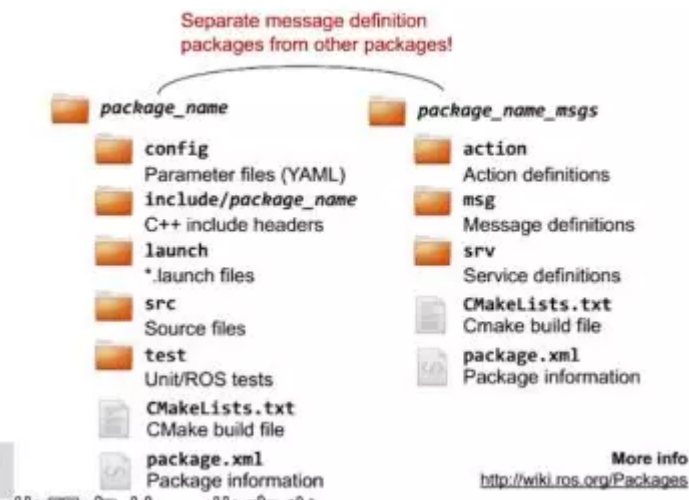 Separate message definition
packages from other packages!
package_name
config
Parameter files (YAML)
include/package_name
C++ include headers
launch
*.launch files
src
Source files
test
Unit/ROS tests
CMakeLists.txt
CMake build file
package.xml
Package information
package_name_msgs
action
Action definitions
msg
Message definitions
srv
Service definitions
CMakeLists.txt
Cmake build file
package.xml
Package information
More info
http://wiki.ros.org/Packages